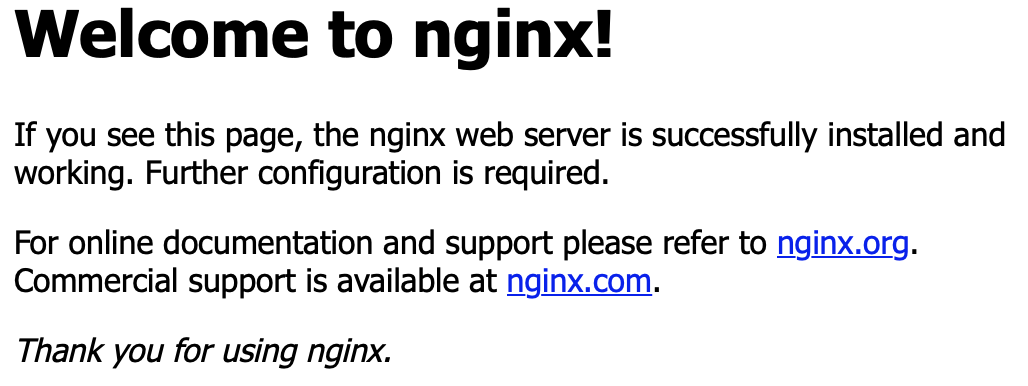 Welcome to nginx!
If you see this page, the nginx web server is successfully installed and
working. Further configuration is required.
For online documentation and support please refer to nginx.org.
Commercial support is available at nginx.com.
Thank you for using nginx.